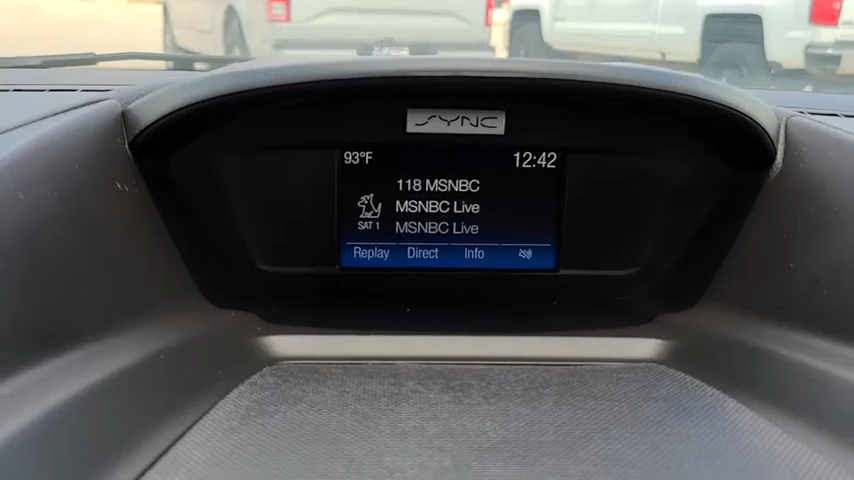 SYNC
93°F 12:42
118 MSNBC
MSNBC Live
SAT 1 MSNBC Live
Replay Direct Info